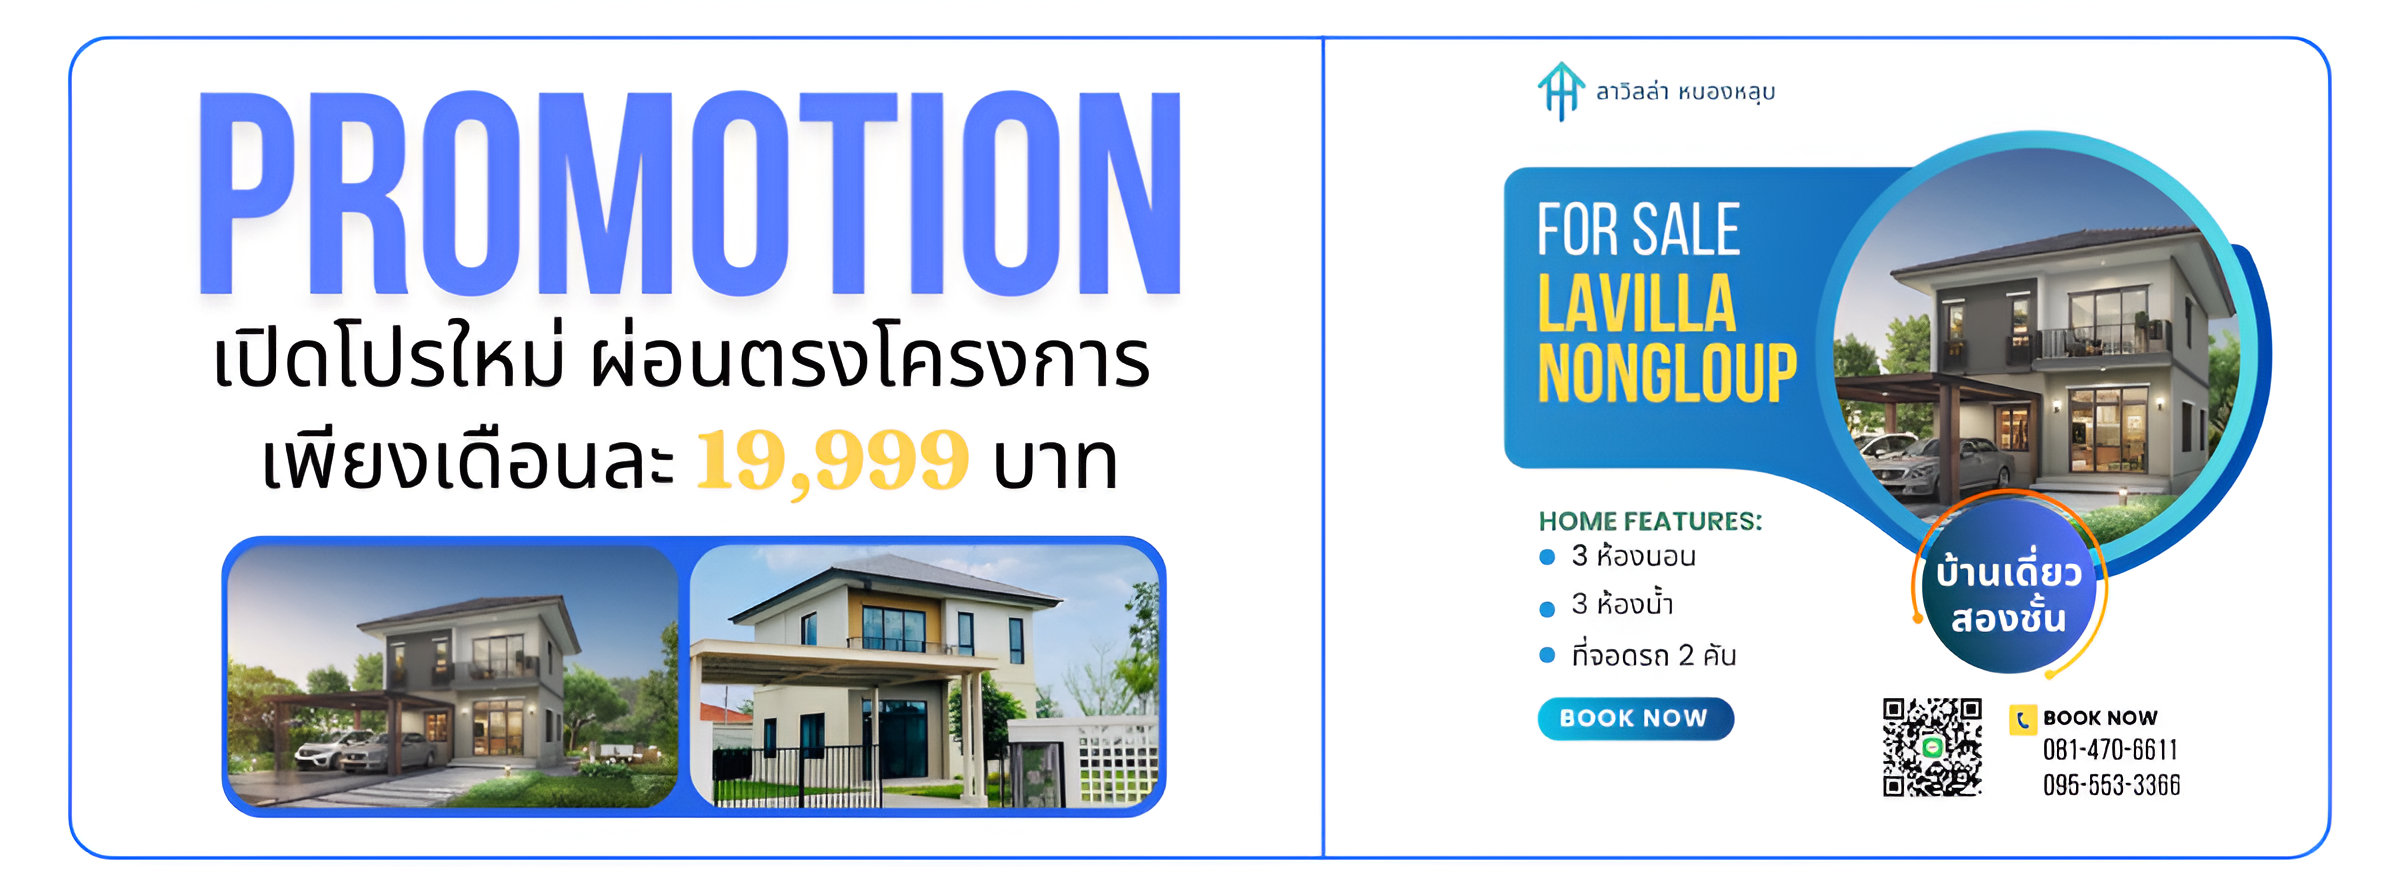 PROMOTION
เปิดโปรใหม่ ผ่อนตรงโครงการ
เพียงเดือนละ 19,999 บาท
ลาวิลล่า หนองหลุบ
FOR SALE
LAVILLA
NONGLOUP
HOME FEATURES:
3 ห้องนอน
3 ห้องน้ำ
ที่จอดรถ 2 คัน
BOOK NOW
บ้านเดี่ยว
สองชั้น
BOOK NOW
081-470-6611
095-553-3366